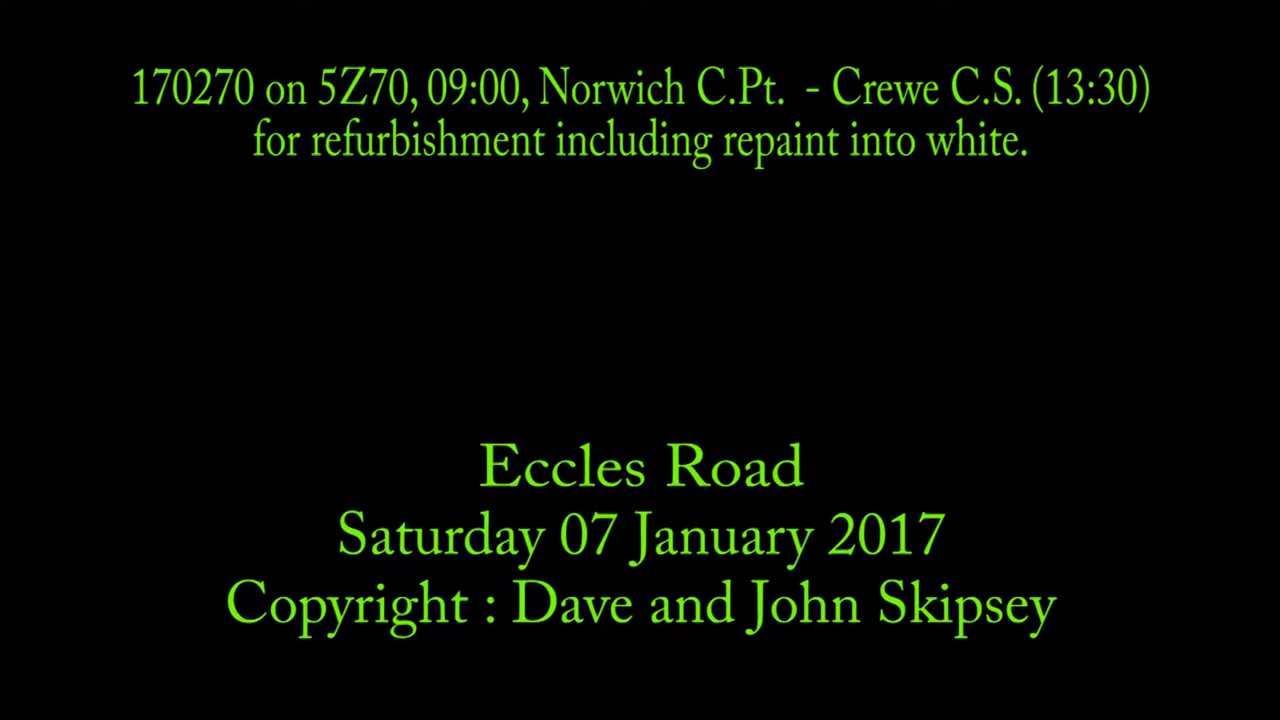 170270 on 5Z70, 09:00, Norwich C.Pt.  - Crewe C.S. (13:30)
for refurbishment including repaint into white.
Eccles Road
Saturday 07 January 2017
Copyright : Dave and John Skipsey